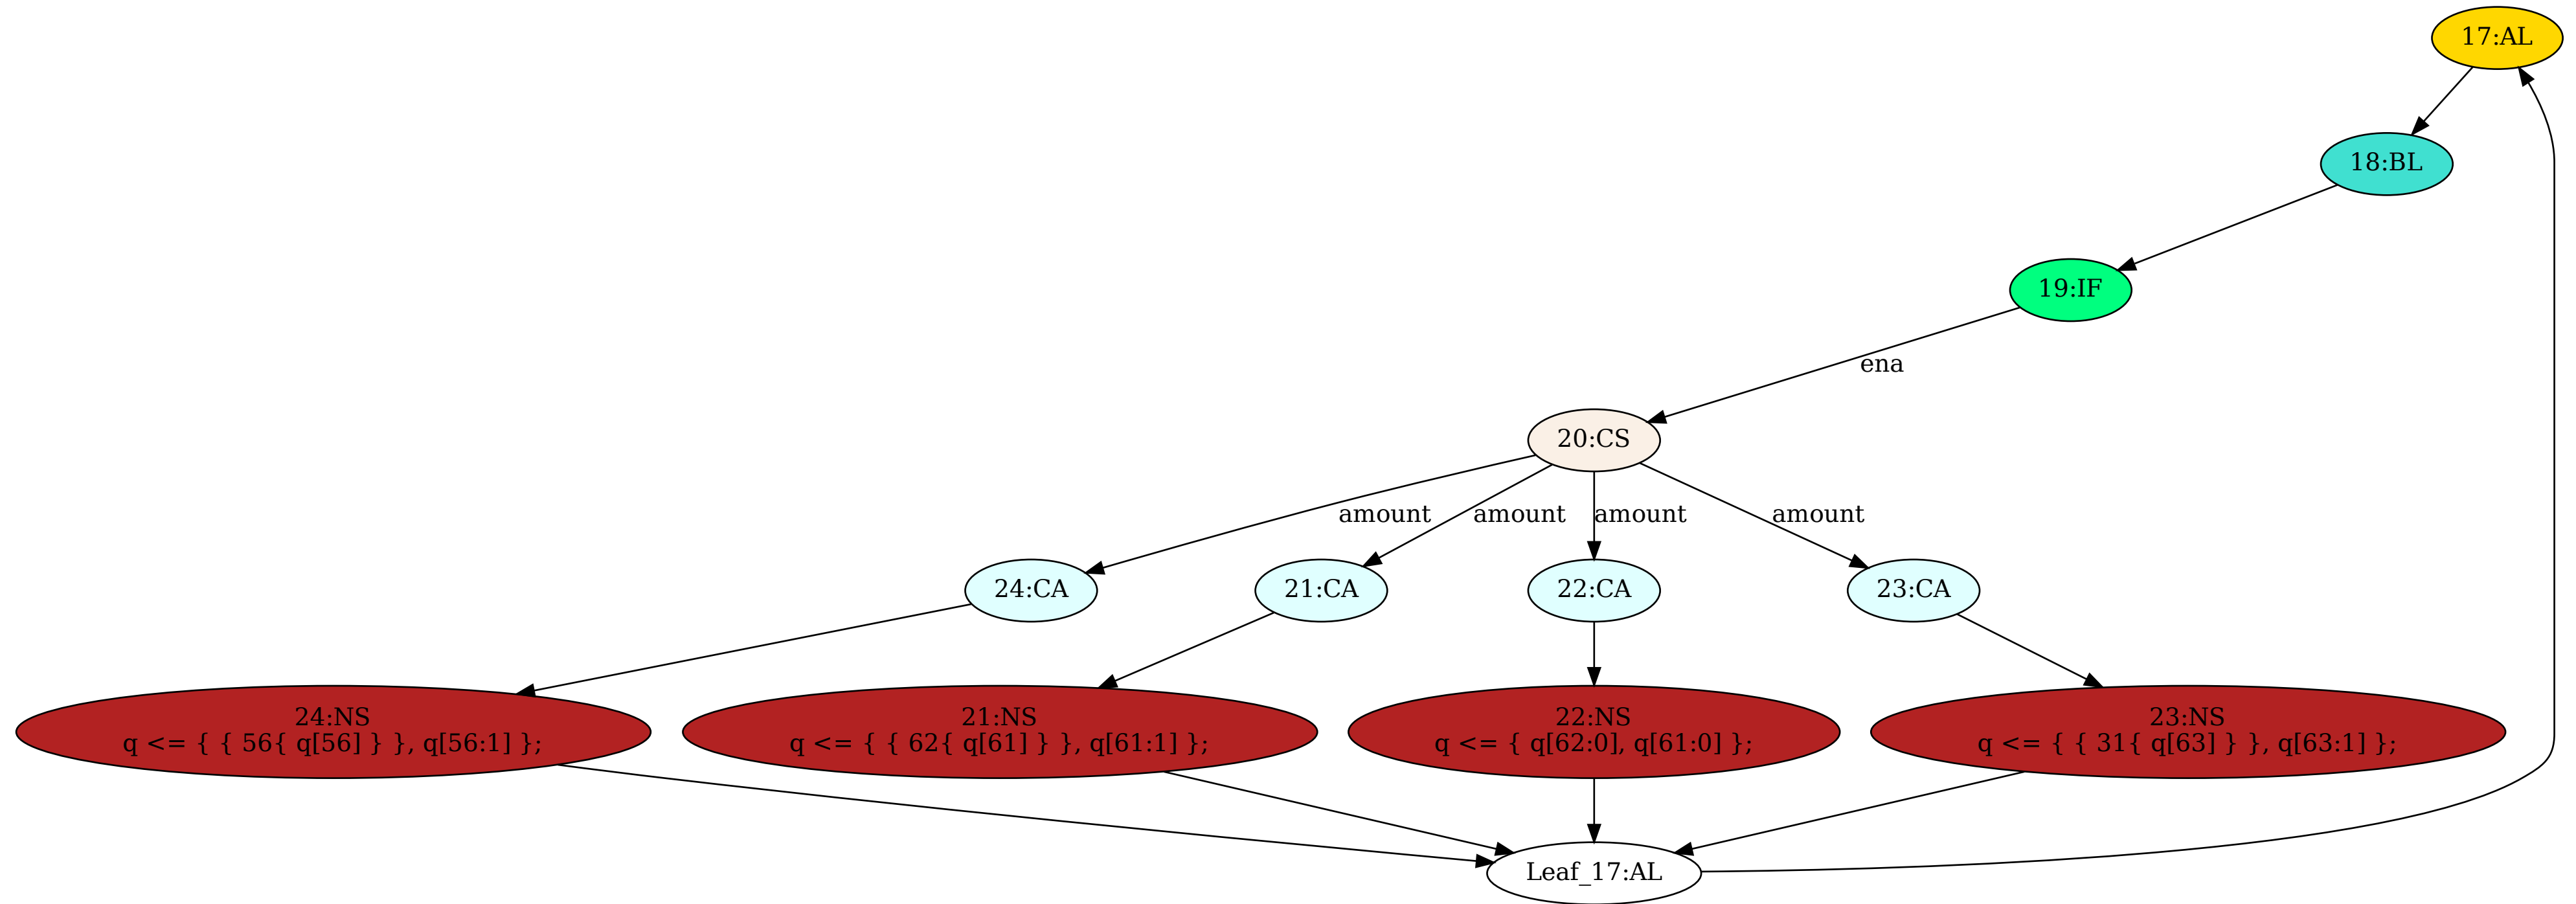 17:AL
18:BL
19:IF
ena
20:CS
amount
amount
amount
amount
24:CA
21:CA
22:CA
23:CA
24:NS
q <= { { 56{ q[56] } }, q[56:1] };
21:NS
q <= { { 62{ q[61] } }, q[61:1] };
22:NS
q <= { q[62:0], q[61:0] };
23:NS
q <= { { 31{ q[63] } }, q[63:1] };
Leaf_17:AL